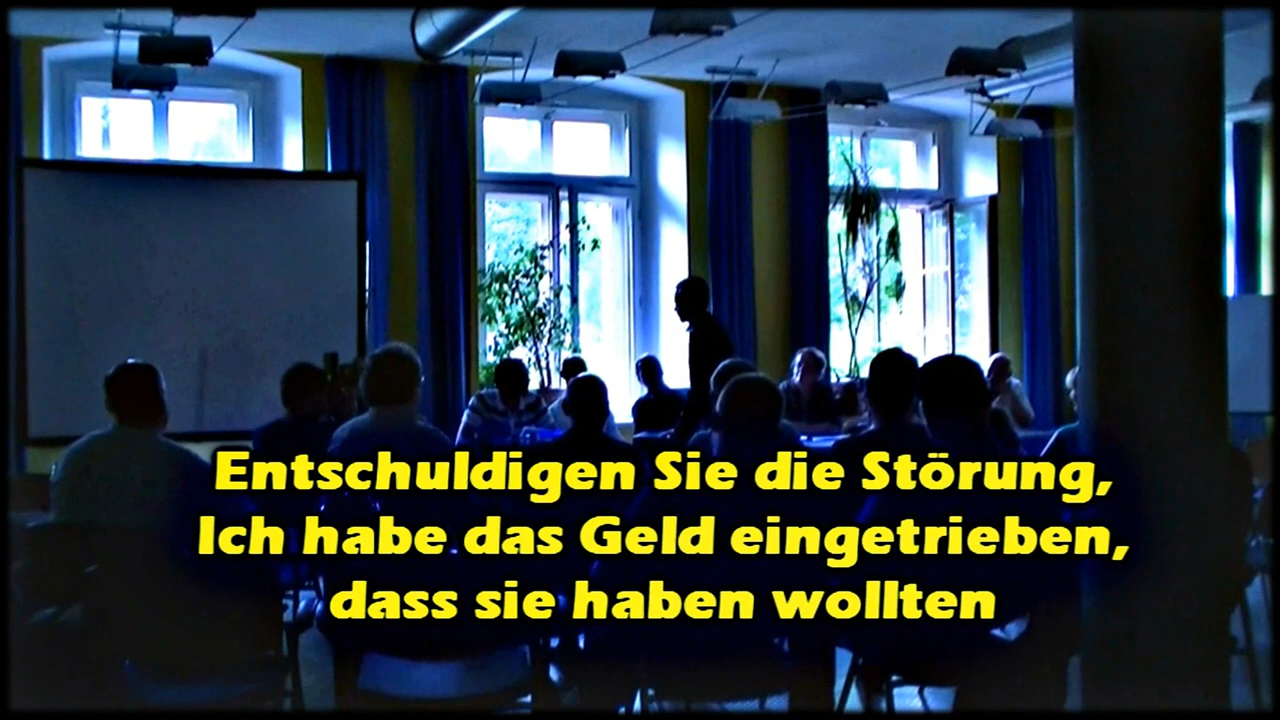 Entschuldigen Sie die Störung,
Ich habe das Geld eingetrieben,
dass sie haben wollten